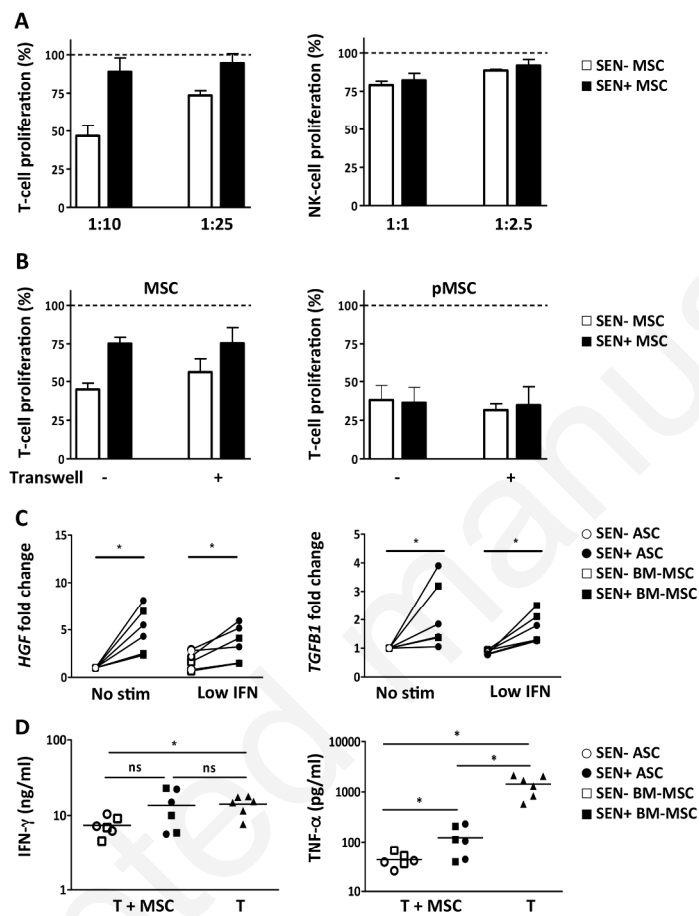 A
T-cell proliferation (%)
100
75
50
25
0
1:10
1:25
NK-cell proliferation (%)
100
75
50
25
0
1:1
1:2.5
SEN- MSC
SEN+ MSC
B
MSC
T-cell proliferation (%)
100
75
50
25
0
Transwell
-
+
pMSC
T-cell proliferation (%)
100
75
50
25
0
-
+
SEN- MSC
SEN+ MSC
C
HGF fold change
15
10
5
0
*
*
No stim
Low IFN
TGFB1 fold change
5
4
3
2
1
0
*
*
No stim
Low IFN
SEN- ASC
SEN+ ASC
SEN- BM-MSC
SEN+ BM-MSC
D
IFN-γ (ng/ml)
100
10
1
*
ns
ns
T + MSC
T
TNF-α (pg/ml)
10000
1000
100
10
*
*
*
T + MSC
T
SEN- ASC
SEN+ ASC
SEN- BM-MSC
SEN+ BM-MSC